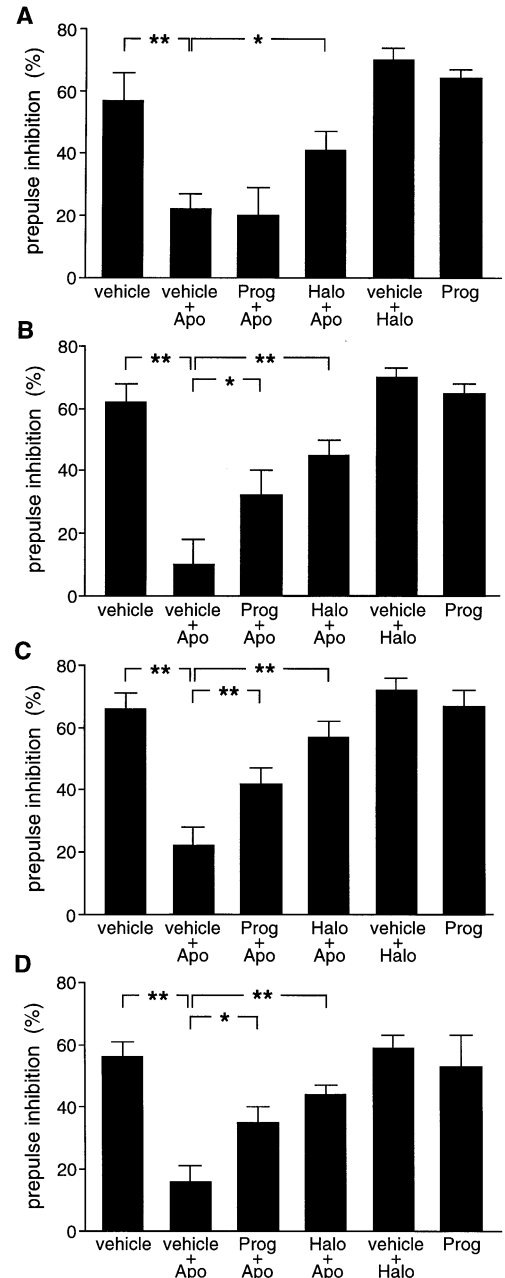 A
prepulse inhibition (%)
80
60
40
20
0
** *
vehicle vehicle + Apo Prog + Apo Halo + Apo vehicle + Halo Prog
B
prepulse inhibition (%)
80
60
40
20
0
** **
*
vehicle vehicle + Apo Prog + Apo Halo + Apo vehicle + Halo Prog
C
prepulse inhibition (%)
80
60
40
20
0
** **
**
vehicle vehicle + Apo Prog + Apo Halo + Apo vehicle + Halo Prog
D
prepulse inhibition (%)
80
60
40
20
0
** **
*
vehicle vehicle + Apo Prog + Apo Halo + Apo vehicle + Halo Prog